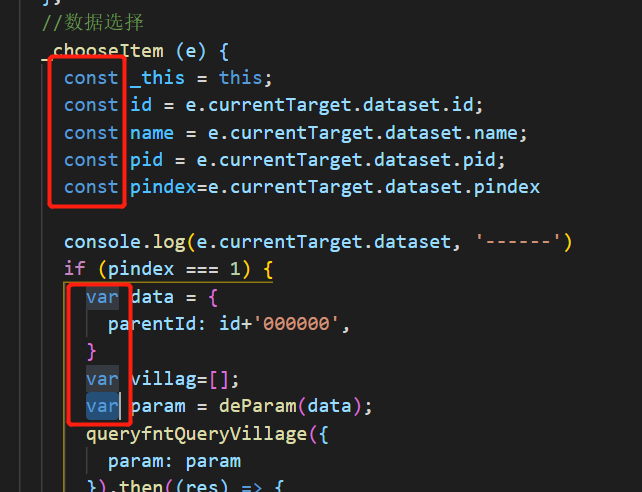 };
//数据选择
_chooseItem (e) {
const _this = this;
const id = e.currentTarget.dataset.id;
const name = e.currentTarget.dataset.name;
const pid = e.currentTarget.dataset.pid;
const pindex=e.currentTarget.dataset.pindex
console.log(e.currentTarget.dataset, '------')
if (pindex === 1) {
var data = {
parentId: id+'000000',
}
var villag=[];
var param = deParam(data);
queryfntQueryVillage({
param: param
}).then((res) => {